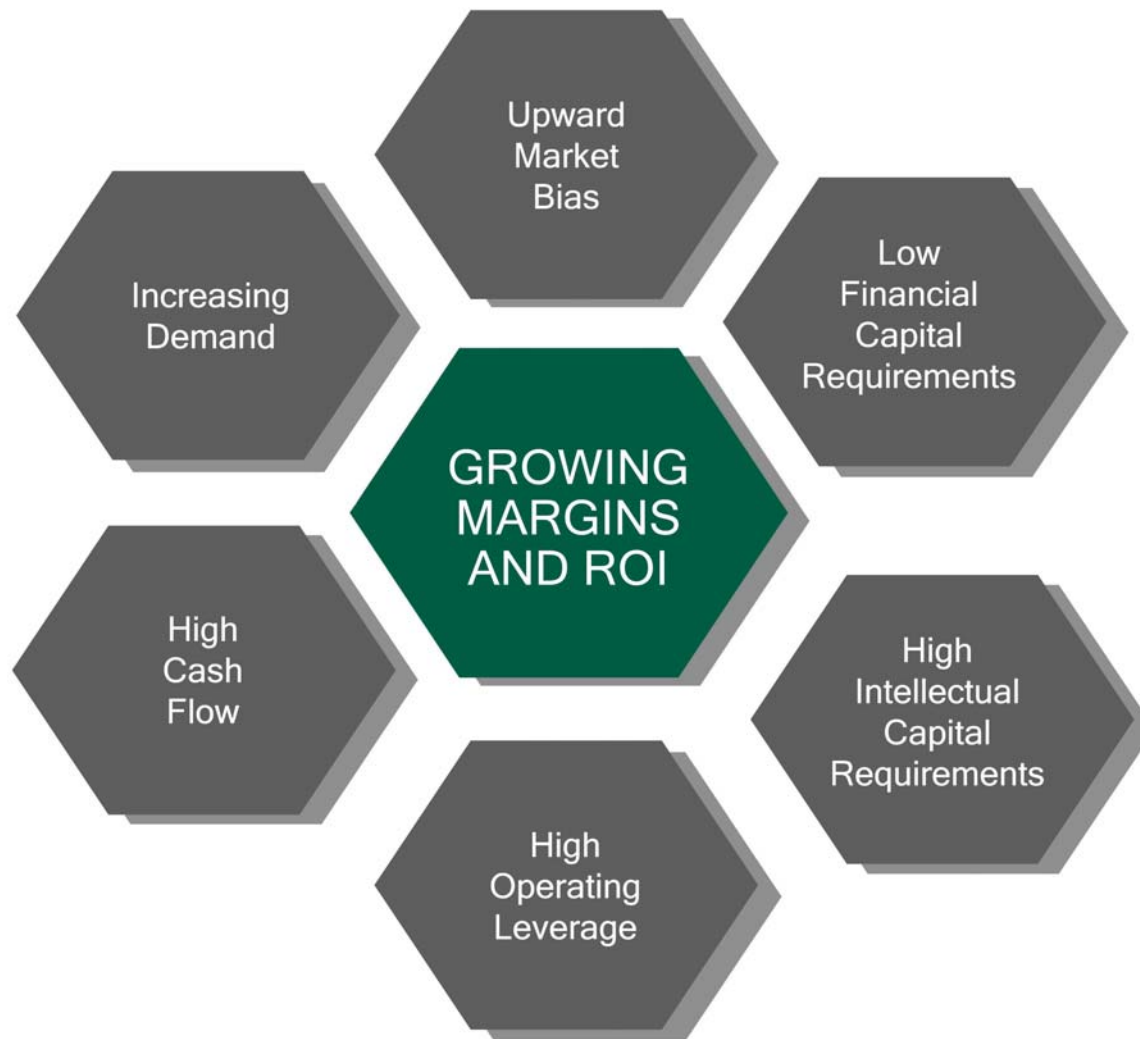 Upward
Market
Bias
Low
Financial
Capital
Requirements
Increasing
Demand
GROWING
MARGINS
AND ROI
High
Cash
Flow
High
Intellectual
Capital
Requirements
High
Operating
Leverage